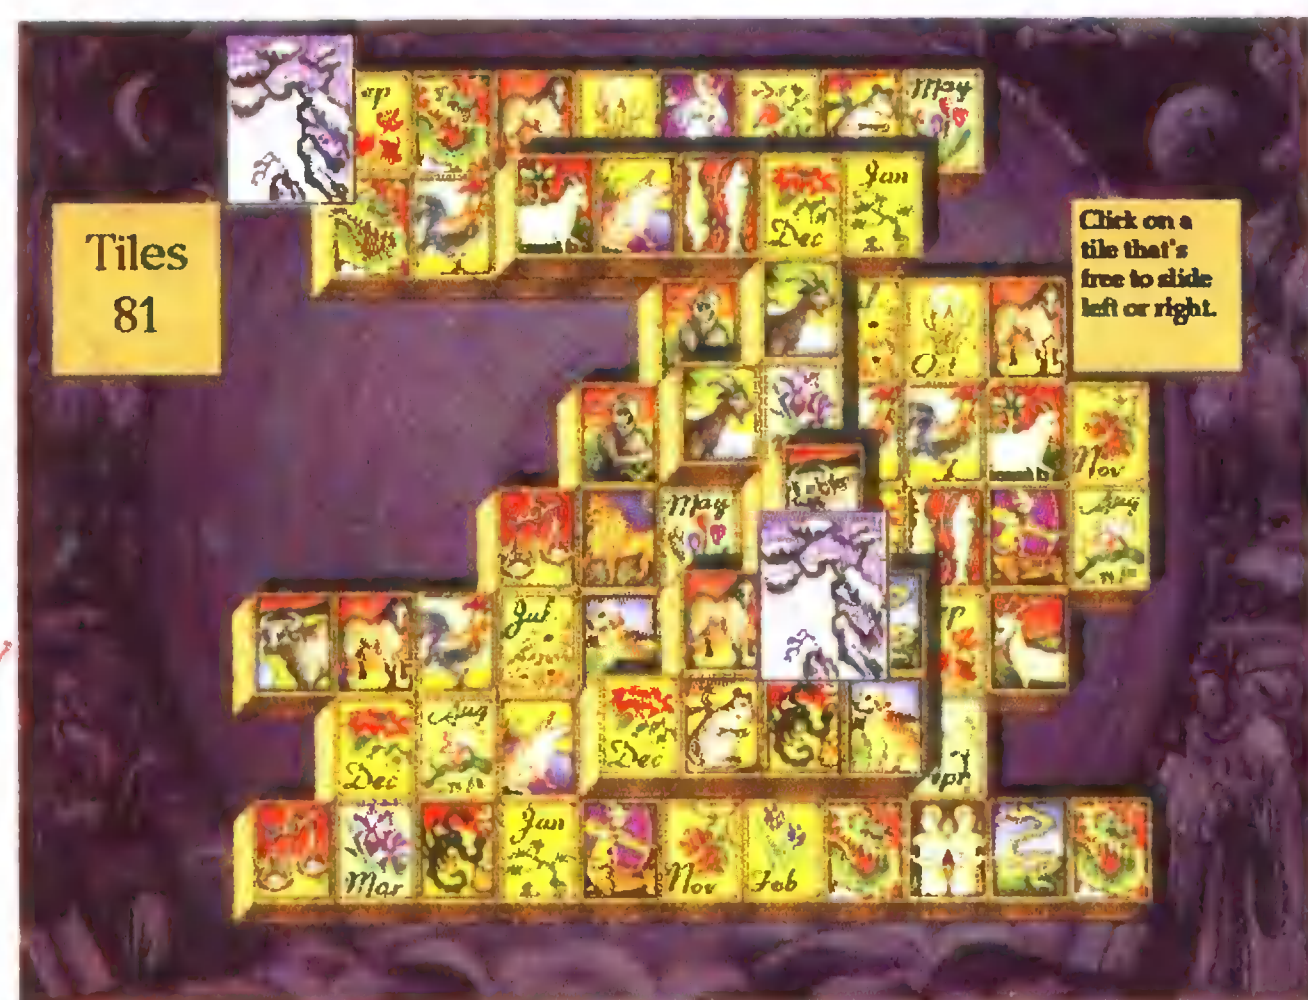 May
Dec
Jan
Tiles
81
Click on a
tile that's
free to slide
left or right.
Oct
Nov
May
Aug
Jul
Dec
Aug
Dec
Jan
Mar
Nov
Feb